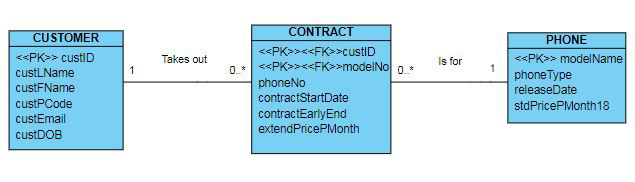 CUSTOMER
<<PK>> custID
custLName
custFName
custPCode
custEmail
custDOB
Takes out
1
0..*
CONTRACT
<<PK>><<FK>>custID
<<PK>><<FK>>modelNo
phoneNo
contractStartDate
contractEarlyEnd
extendPricePMonth
Is for
0..*
1
PHONE
<<PK>> modelName
phoneType
releaseDate
stdPricePMonth18